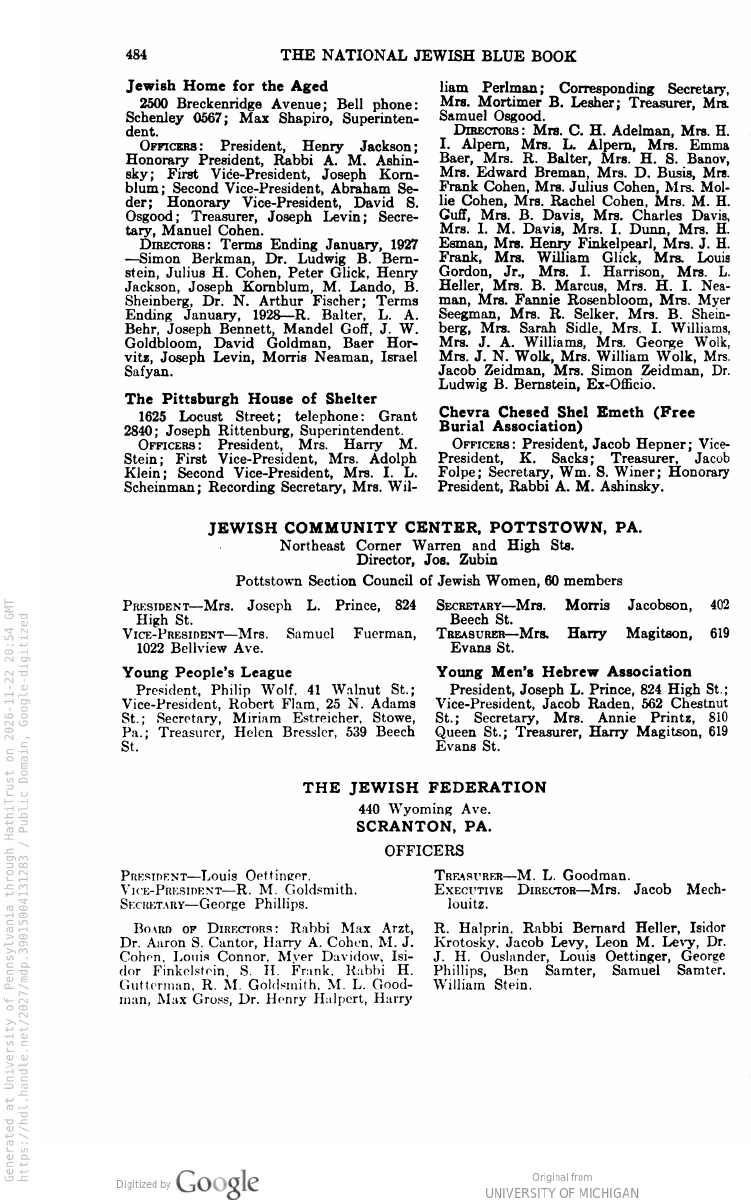 484
THE NATIONAL JEWISH BLUE BOOK
Jewish Home for the Aged
2500 Breckenridge Avenue; Bell phone:
Schenley 0567; Max Shapiro, Superinten-
dent.
OFFICERS: President, Henry Jackson;
Honorary President, Rabbi A. M. Ashin-
sky; First Vice-President, Joseph Korn-
blum; Second Vice-President, Abraham Se-
der; Honorary Vice-President, David S.
Osgood; Treasurer, Joseph Levin; Secre-
tary, Manuel Cohen.
DIRECTORS: Terms Ending January, 1927
—Simon Berkman, Dr. Ludwig B. Bern-
stein, Julius H. Cohen, Peter Glick, Henry
Jackson, Joseph Kornblum, M. Lando, B.
Sheinberg, Dr. N. Arthur Fischer; Terms
Ending January, 1928—R. Balter, L. A.
Behr, Joseph Bennett, Mandel Goff, J. W.
Goldbloom, David Goldman, Baer Hor-
vitz, Joseph Levin, Morris Neaman, Israel
Safyan.
The Pittsburgh House of Shelter
1625 Locust Street; telephone: Grant
2840; Joseph Rittenburg, Superintendent.
OFFICERS: President, Mrs. Harry M.
Stein; First Vice-President, Mrs. Adolph
Klein; Second Vice-President, Mrs. I. L.
Scheinman; Recording Secretary, Mrs. Wil-
liam Perlman; Corresponding Secretary,
Mrs. Mortimer B. Lesher; Treasurer, Mrs.
Samuel Osgood.
DIRECTORS: Mrs. C. H. Adelman, Mrs. H.
I. Alpern, Mrs. L. Alpern, Mrs. Emma
Baer, Mrs. R. Balter, Mrs. H. S. Banov,
Mrs. Edward Breman, Mrs. D. Busis, Mrs.
Frank Cohen, Mrs. Julius Cohen, Mrs. Mol-
lie Cohen, Mrs. Rachel Cohen, Mrs. M. H.
Guff, Mrs. B. Davis, Mrs. Charles Davis,
Mrs. I. M. Davis, Mrs. I. Dunn, Mrs. H.
Esman, Mrs. Henry Finkelpearl, Mrs. J. H.
Frank, Mrs. William Glick, Mrs. Louis
Gordon, Jr., Mrs. I. Harrison, Mrs. L.
Heller, Mrs. B. Marcus, Mrs. H. I. Nea-
man, Mrs. Fannie Rosenbloom, Mrs. Myer
Seegman, Mrs. R. Selker, Mrs. B. Shein-
berg, Mrs. Sarah Sidle, Mrs. I. Williams,
Mrs. J. A. Williams, Mrs. George Wolk,
Mrs. J. N. Wolk, Mrs. William Wolk, Mrs.
Jacob Zeidman, Mrs. Simon Zeidman, Dr.
Ludwig B. Bernstein, Ex-Officio.
Chevra Chesed Shel Emeth (Free
Burial Association)
OFFICERS: President, Jacob Hepner; Vice-
President, K. Sacks; Treasurer, Jacob
Folpe; Secretary, Wm. S. Winer; Honorary
President, Rabbi A. M. Ashinsky.
JEWISH COMMUNITY CENTER, POTTSTOWN, PA.
Northeast Corner Warren and High Sts.
Director, Jos. Zubin
Pottstown Section Council of Jewish Women, 60 members
PRESIDENT—Mrs. Joseph L. Prince, 824
High St.
VICE-PRESIDENT—Mrs. Samuel Fuerman,
1022 Bellview Ave.
SECRETARY—Mrs. Morris Jacobson, 402
Beech St.
TREASURER—Mrs. Harry Magitson, 619
Evans St.
Young People's League
President, Philip Wolf, 41 Walnut St.;
Vice-President, Robert Flam, 25 N. Adams
St.; Secretary, Miriam Estreicher, Stowe,
Pa.; Treasurer, Helen Bressler, 539 Beech
St.
Young Men's Hebrew Association
President, Joseph L. Prince, 824 High St.;
Vice-President, Jacob Raden, 562 Chestnut
St.; Secretary, Mrs. Annie Printz, 810
Queen St.; Treasurer, Harry Magitson, 619
Evans St.
THE JEWISH FEDERATION
440 Wyoming Ave.
SCRANTON, PA.
OFFICERS
PRESIDENT—Louis Oettinger.
VICE-PRESIDENT—R. M. Goldsmith.
SECRETARY—George Phillips.
TREASURER—M. L. Goodman.
EXECUTIVE DIRECTOR—Mrs. Jacob Mech-
louitz.
BOARD OF DIRECTORS: Rabbi Max Arzt,
Dr. Aaron S. Cantor, Harry A. Cohen, M. J.
Cohen, Louis Connor, Myer Davidow, Isi-
dor Finkelstein, S. H. Frank, Rabbi H.
Gutterman, R. M. Goldsmith, M. L. Good-
man, Max Gross, Dr. Henry Halpert, Harry
R. Halprin, Rabbi Bernard Heller, Isidor
Krotosky, Jacob Levy, Leon M. Levy, Dr.
J. H. Ouslander, Louis Oettinger, George
Phillips, Ben Samter, Samuel Samter,
William Stein.
Generated at University of Pennsylvania through HathiTrust on 2026-11-22 20:54 GMT
https://hdl.handle.net/2027/mdp.39015004131283 / Public Domain, Google-digitized
Digitized by Google
Original from
UNIVERSITY OF MICHIGAN